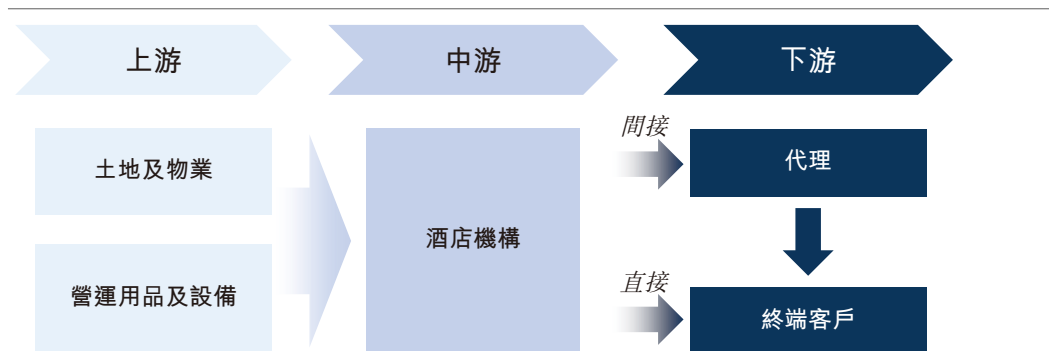 上游
中游
下游
土地及物業
營運用品及設備
酒店機構
間接
代理
直接
終端客戶